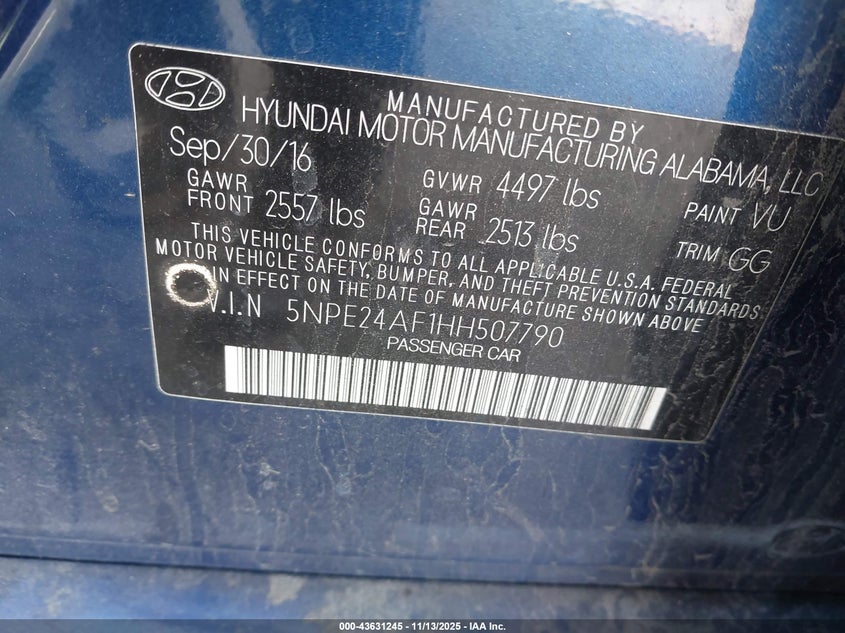 MANUFACTURED BY
HYUNDAI MOTOR MANUFACTURING ALABAMA, LLC
Sep/30/16
GAWR FRONT 2557 lbs
GVWR 4497 lbs
GAWR REAR 2513 lbs
PAINT VU
TRIM GG
THIS VEHICLE CONFORMS TO ALL APPLICABLE U.S.A. FEDERAL
MOTOR VEHICLE SAFETY, BUMPER, AND THEFT PREVENTION STANDARDS
IN EFFECT ON THE DATE OF MANUFACTURE SHOWN ABOVE.
V.I.N 5NPE24AF1HH507790
PASSENGER CAR
000-43631245 - 11/13/2025 - IAA Inc.